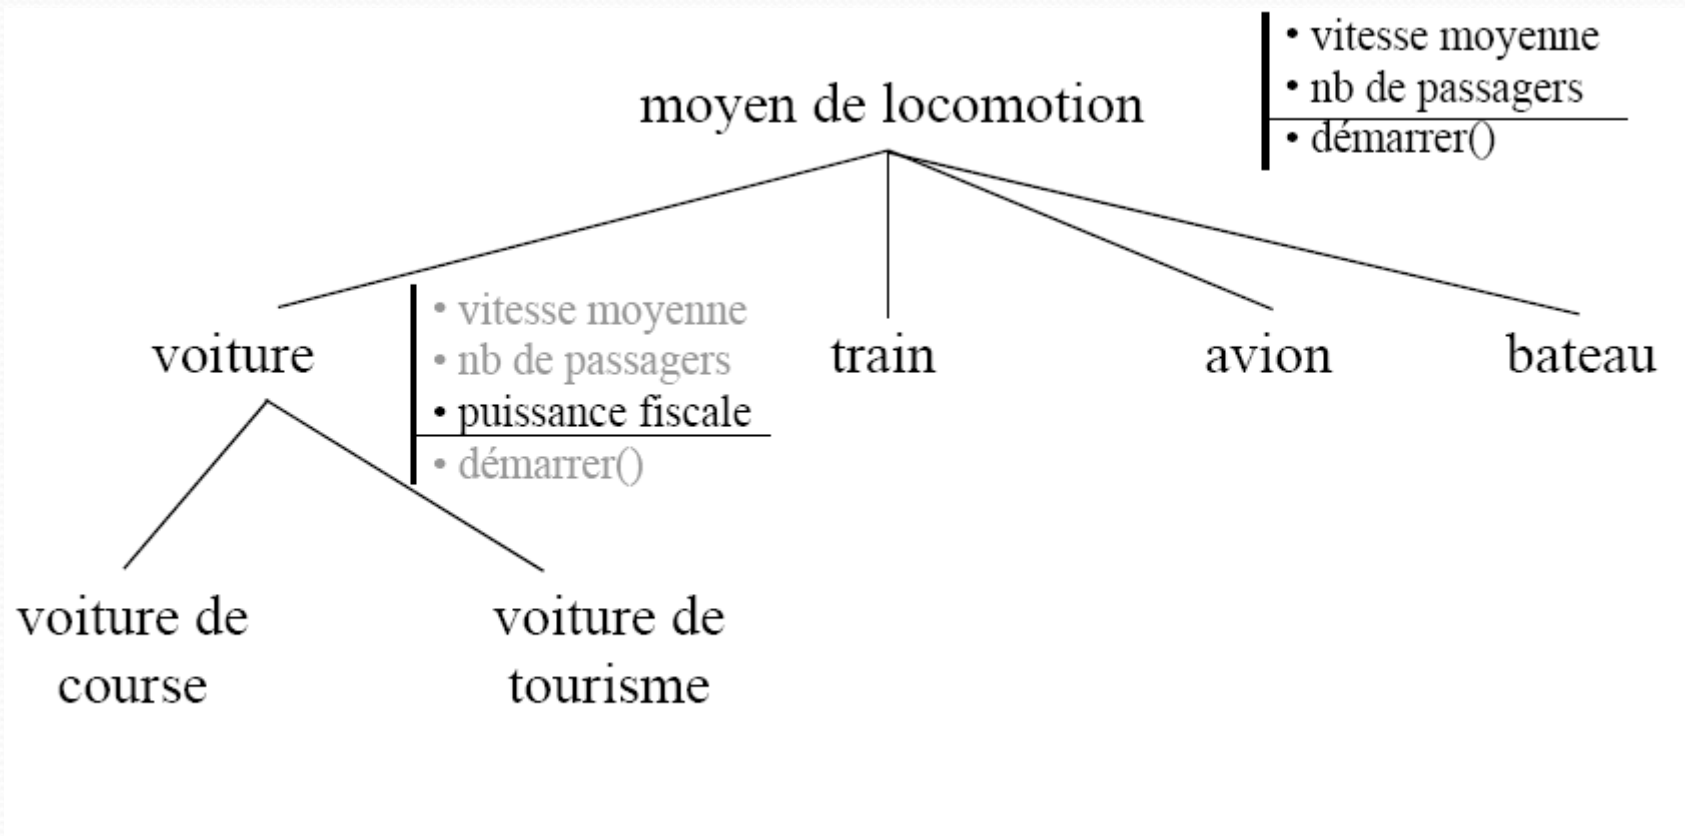 • vitesse moyenne
• nb de passagers
• démarrer()
moyen de locomotion
voiture
• vitesse moyenne
• nb de passagers
• puissance fiscale
• démarrer()
train
avion
bateau
voiture de
course
voiture de
tourisme